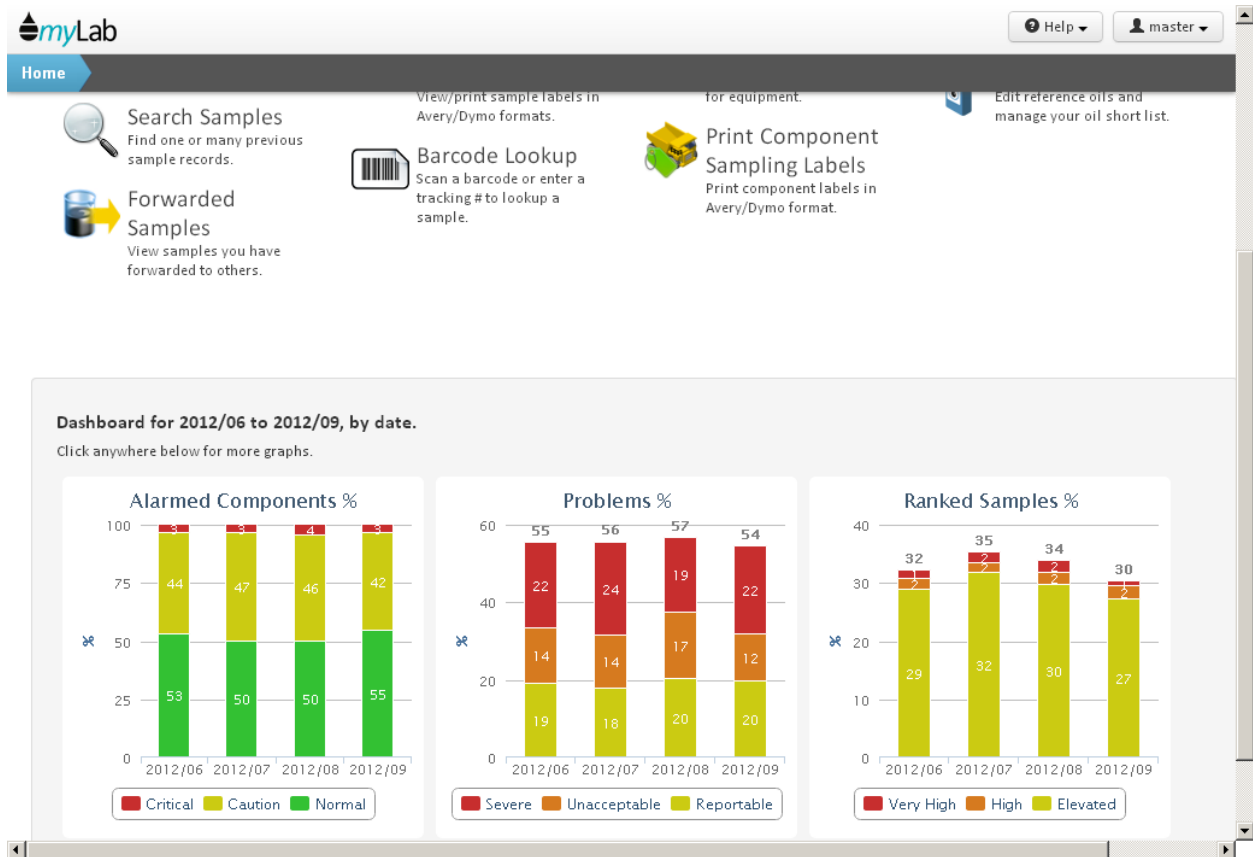 myLab
Help
master
Home
Search Samples
Find one or many previous
sample records.
Forwarded
Samples
View samples you have
forwarded to others.
View/print sample labels in
Avery/Dymo formats.
Barcode Lookup
Scan a barcode or enter a
tracking # to lookup a
sample.
for equipment.
Print Component
Sampling Labels
Print component labels in
Avery/Dymo format.
Edit reference oils and
manage your oil short list.
Dashboard for 2012/06 to 2012/09, by date.
Click anywhere below for more graphs.
Alarmed Components %
100
75
50
25
0
%
3 3 4 3
44 47 46 42
53 50 50 55
2012/06 2012/07 2012/08 2012/09
Critical Caution Normal
Problems %
60
40
20
0
%
55 56 57 54
22 24 19 22
14 14 17 12
19 18 20 20
2012/06 2012/07 2012/08 2012/09
Severe Unacceptable Reportable
Ranked Samples %
40
30
20
10
0
%
32 35 34 30
1 2 2
2 2 2 2
29 32 30 27
2012/06 2012/07 2012/08 2012/09
Very High High Elevated